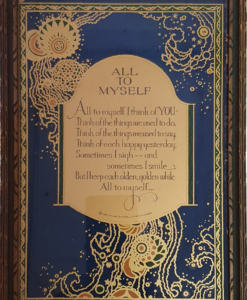 ALL
TO
MYSELF
All to myself I think of YOU—
Think of the things we used to do,
Think of the things we used to say,
Think of each happy yesterday.
Sometimes I sigh -- and
sometimes I smile,
But I keep each olden, golden while
All to myself...